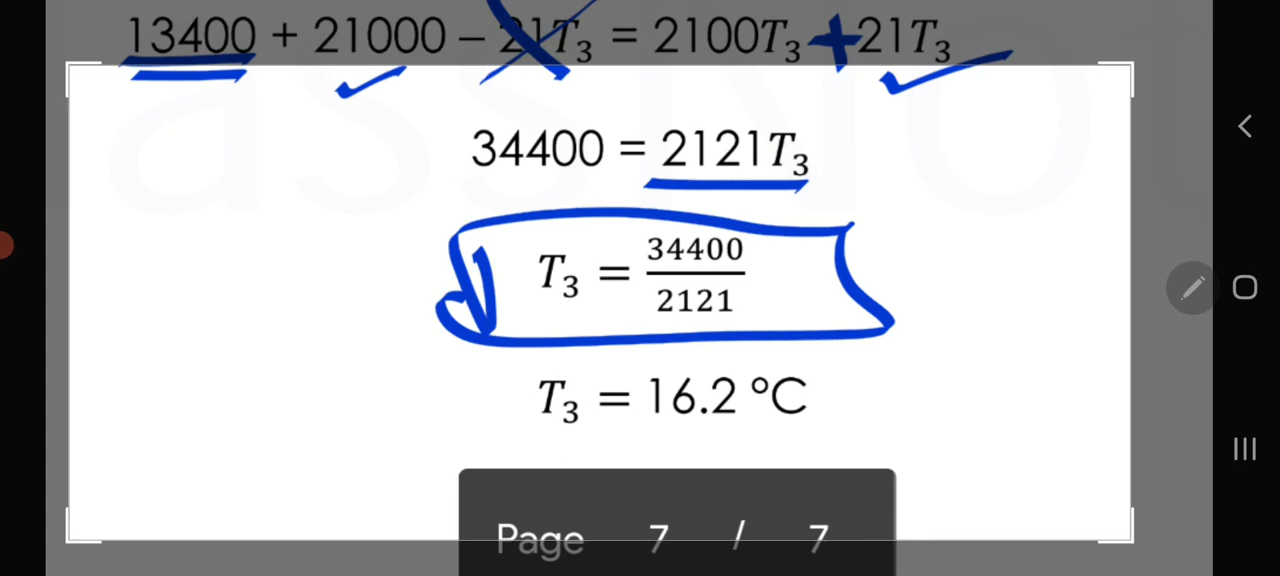 13400 + 21000 – 21T₃ = 2100T₃ + 21T₃
34400 = 2121T₃
T₃ = 34400/2121
T₃ = 16.2 °C
Page 7 / 7